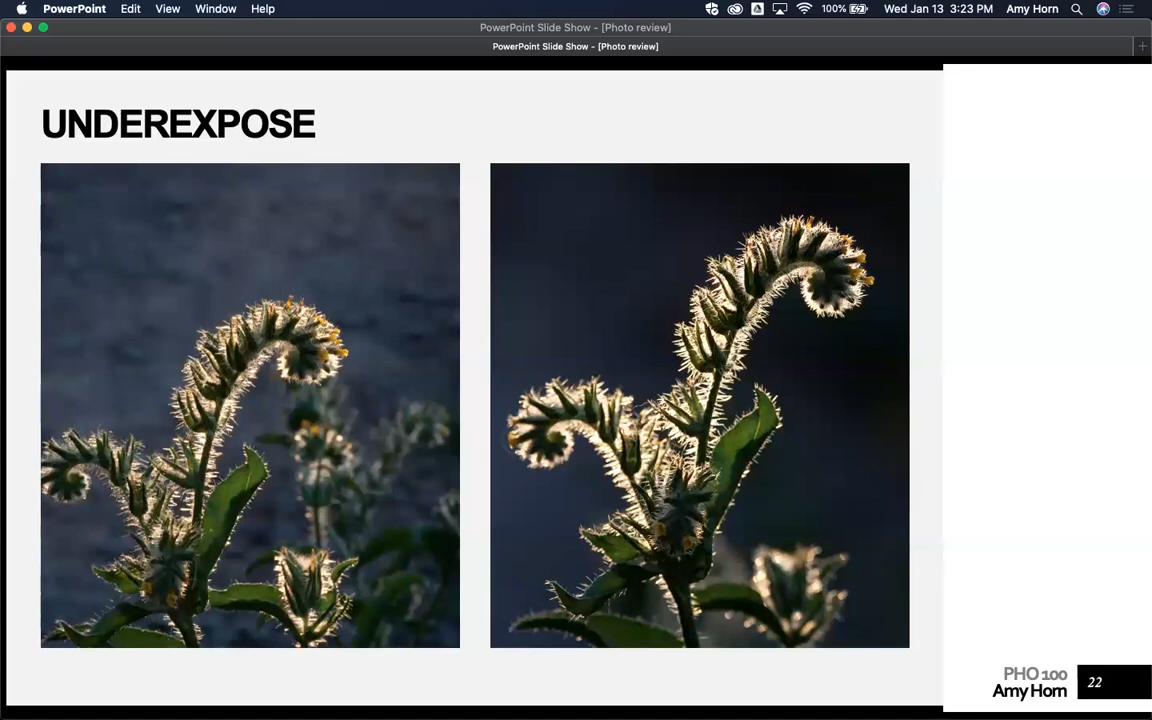 PowerPoint Edit View Window Help 100% Wed Jan 13 3:23 PM Amy Horn
PowerPoint Slide Show - [Photo review]
PowerPoint Slide Show - [Photo review]
UNDEREXPOSE
PHO 100
Amy Horn
22